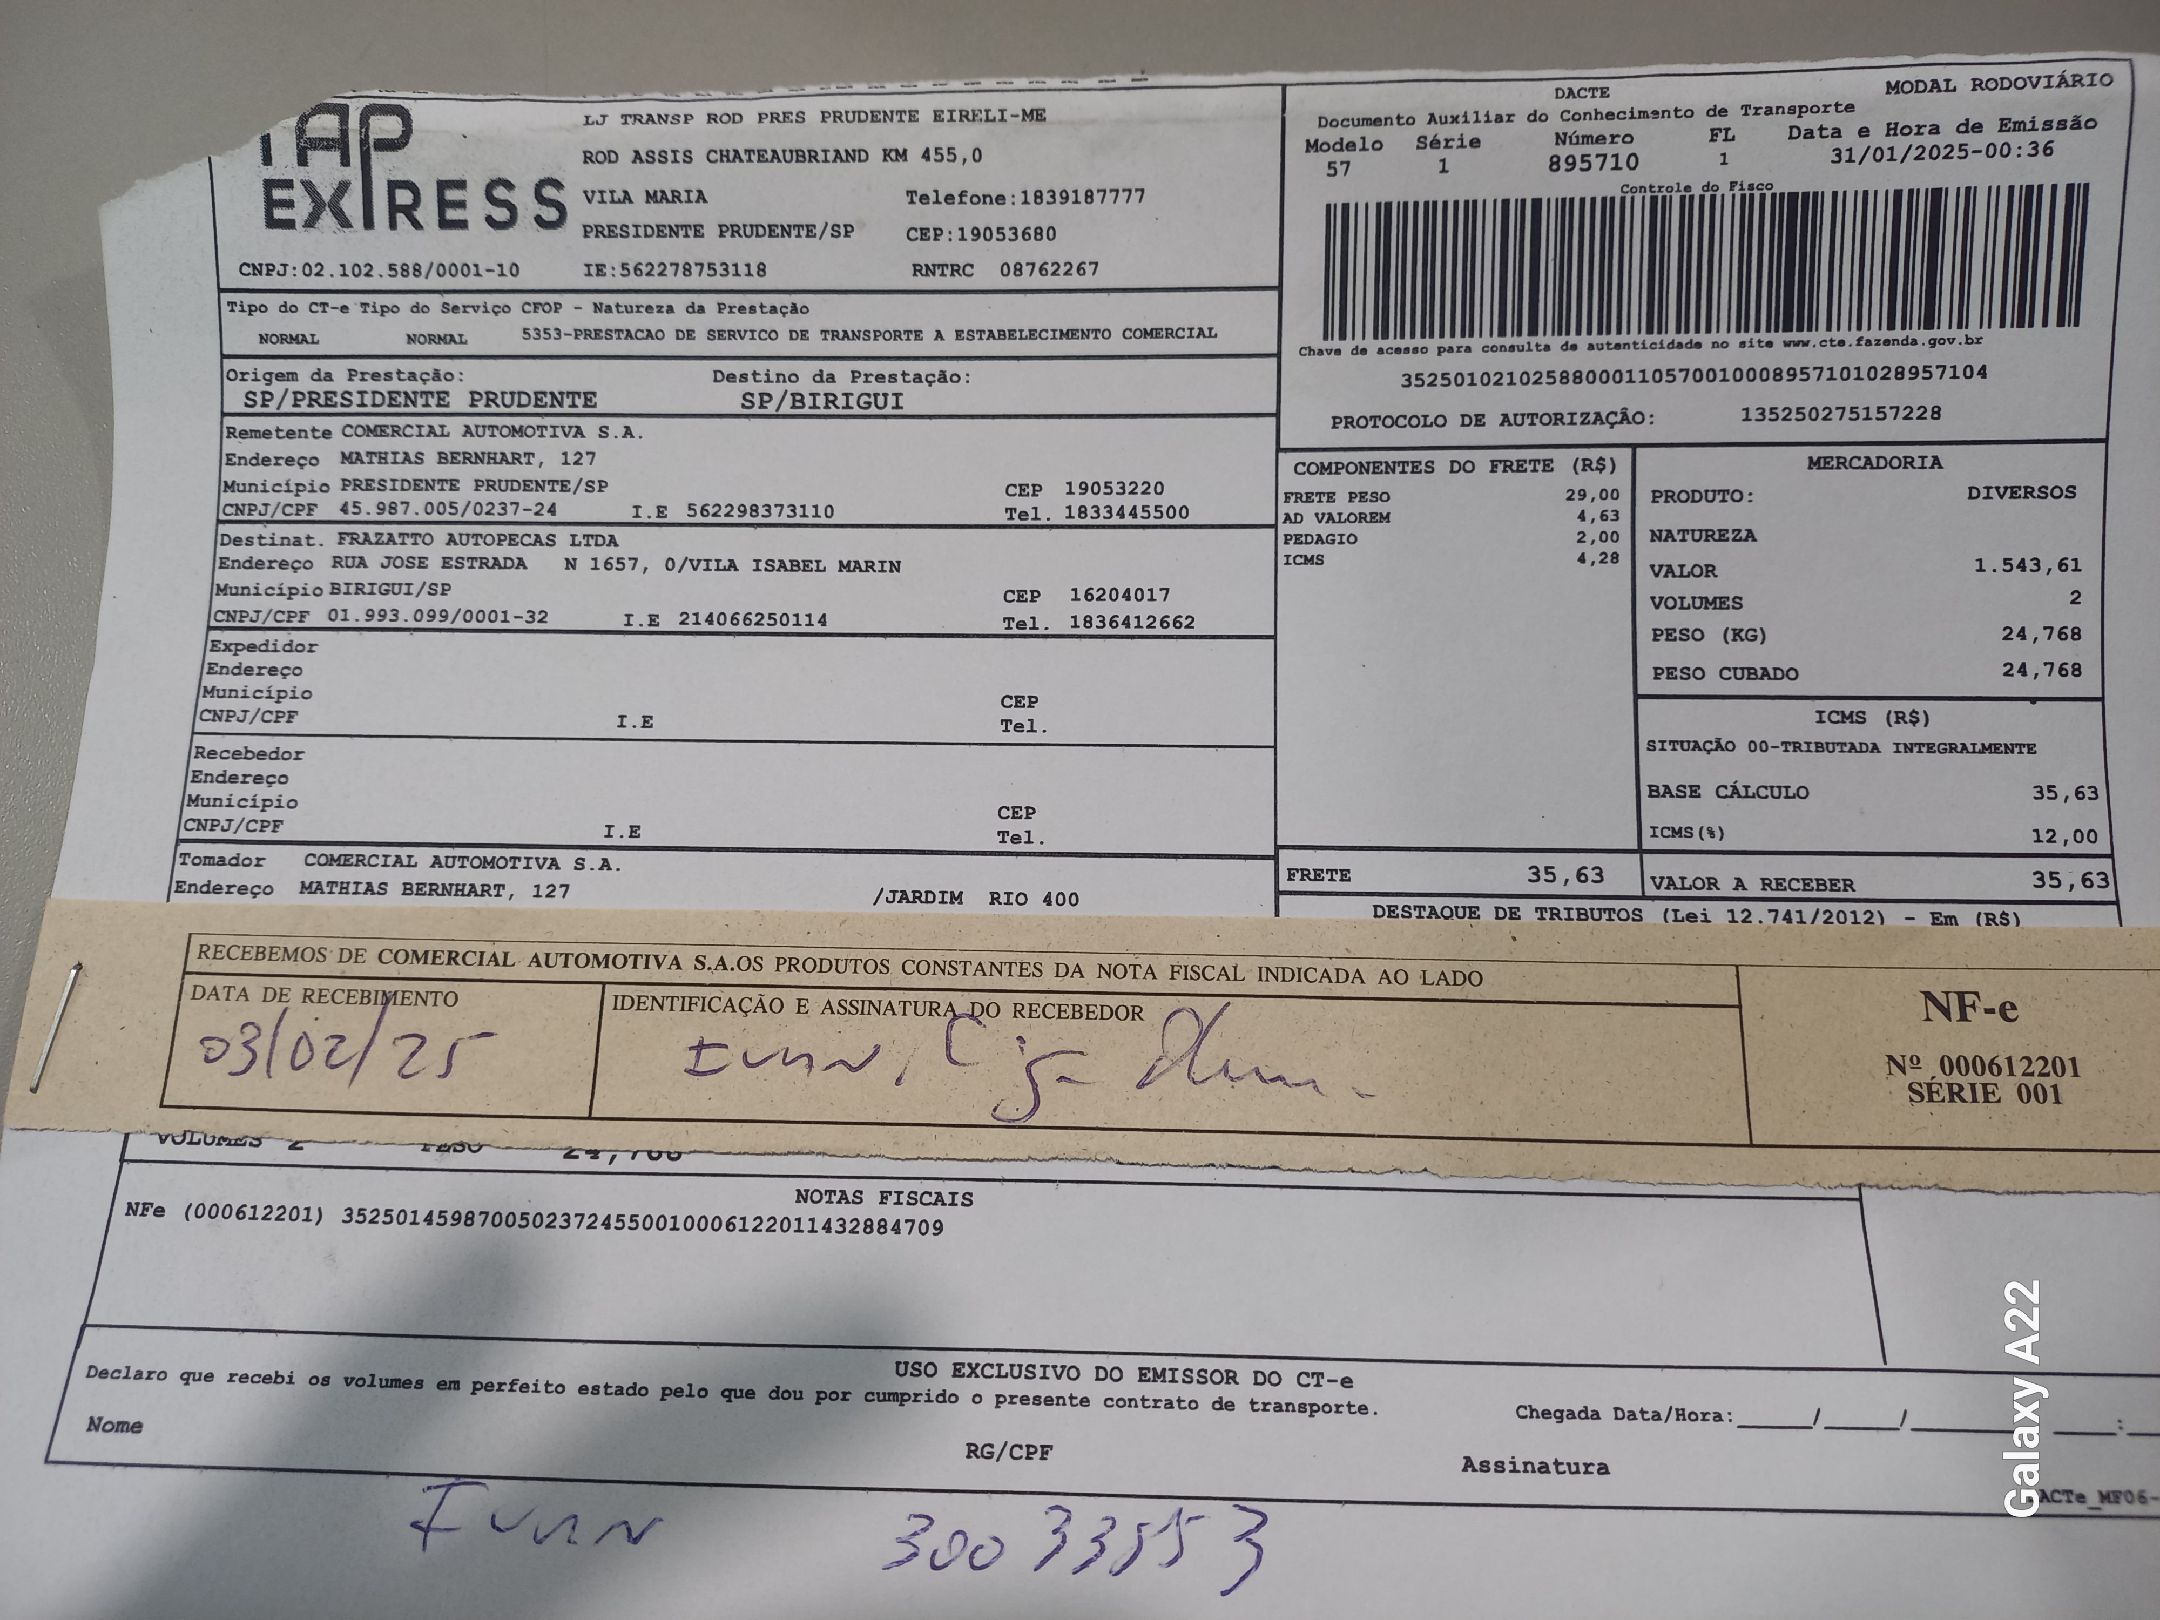 TAP
EXPRESS
LJ TRANSP ROD PRES PRUDENTE EIRELI-ME
ROD ASSIS CHATEAUBRIAND KM 455,0
VILA MARIA Telefone:1839187777
PRESIDENTE PRUDENTE/SP CEP:19053680
CNPJ:02.102.588/0001-10 IE:562278753118 RNTRC 08762267
Tipo do CT-e Tipo do Serviço CFOP - Natureza da Prestação
NORMAL NORMAL 5353-PRESTACAO DE SERVICO DE TRANSPORTE A ESTABELECIMENTO COMERCIAL
Origem da Prestação: Destino da Prestação:
SP/PRESIDENTE PRUDENTE SP/BIRIGUI
Remetente COMERCIAL AUTOMOTIVA S.A.
Endereço MATHIAS BERNHART, 127
Município PRESIDENTE PRUDENTE/SP CEP 19053220
CNPJ/CPF 45.987.005/0237-24 I.E 562298373110 Tel. 1833445500
Destinat. FRAZATTO AUTOPECAS LTDA
Endereço RUA JOSE ESTRADA N 1657, 0/VILA ISABEL MARIN
Município BIRIGUI/SP CEP 16204017
CNPJ/CPF 01.993.099/0001-32 I.E 214066250114 Tel. 1836412662
Expedidor
Endereço
Município CEP
CNPJ/CPF I.E Tel.
Recebedor
Endereço
Município CEP
CNPJ/CPF I.E Tel.
Tomador COMERCIAL AUTOMOTIVA S.A.
Endereço MATHIAS BERNHART, 127 /JARDIM RIO 400
DACTE MODAL RODOVIÁRIO
Documento Auxiliar do Conhecimento de Transporte
Modelo Série Número FL Data e Hora de Emissão
57 1 895710 1 31/01/2025-00:36
Controle do Fisco
Chave de acesso para consulta de autenticidade no site www.cte.fazenda.gov.br
35250102102588000110570010008957101028957104
PROTOCOLO DE AUTORIZAÇÃO: 135250275157228
COMPONENTES DO FRETE (R$)
FRETE PESO 29,00
AD VALOREM 4,63
PEDAGIO 2,00
ICMS 4,28
FRETE 35,63
MERCADORIA
PRODUTO: DIVERSOS
NATUREZA
VALOR 1.543,61
VOLUMES 2
PESO (KG) 24,768
PESO CUBADO 24,768
ICMS (R$)
SITUAÇÃO 00-TRIBUTADA INTEGRALMENTE
BASE CÁLCULO 35,63
ICMS(%) 12,00
VALOR A RECEBER 35,63
DESTAQUE DE TRIBUTOS (Lei 12.741/2012) - Em (R$)
RECEBEMOS DE COMERCIAL AUTOMOTIVA S.A.OS PRODUTOS CONSTANTES DA NOTA FISCAL INDICADA AO LADO
DATA DE RECEBIMENTO IDENTIFICAÇÃO E ASSINATURA DO RECEBEDOR
03/02/25
NF-e
Nº 000612201
SÉRIE 001
VOLUMES 2 PESO 24,768
NOTAS FISCAIS
NFe (000612201) 35250145987005023724550010006122011432884709
USO EXCLUSIVO DO EMISSOR DO CT-e
Declaro que recebi os volumes em perfeito estado pelo que dou por cumprido o presente contrato de transporte.
Nome RG/CPF Assinatura
Chegada Data/Hora:_____/_____/________ ____:
Ivan 30033553
Galaxy A22